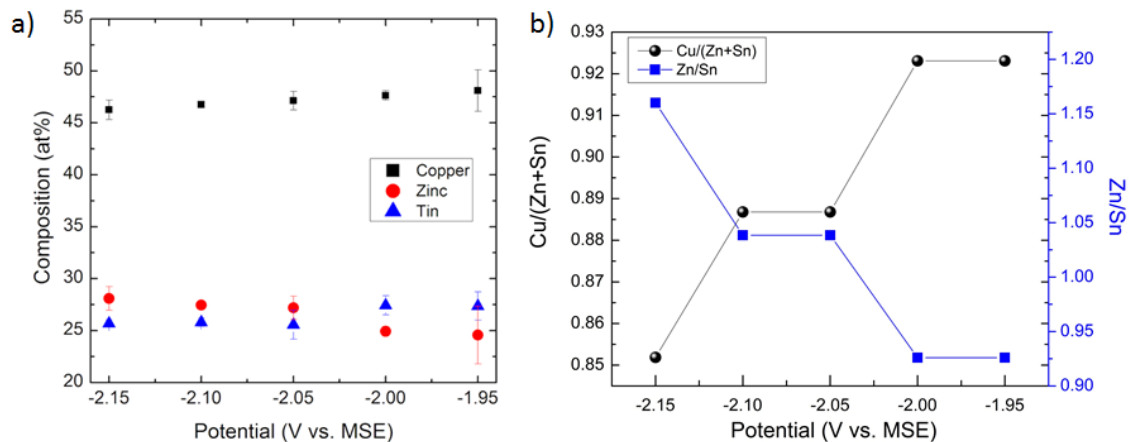 a)
55
50
45
40
35
30
25
20
Composition (at%)
Copper
Zinc
Tin
-2.15
-2.10
-2.05
-2.00
-1.95
Potential (V vs. MSE)
b)
0.93
0.92
0.91
0.90
0.89
0.88
0.87
0.86
0.85
Cu/(Zn+Sn)
Cu/(Zn+Sn)
Zn/Sn
1.20
1.15
1.10
1.05
1.00
0.95
0.90
Zn/Sn
-2.15
-2.10
-2.05
-2.00
-1.95
Potential (V vs. MSE)